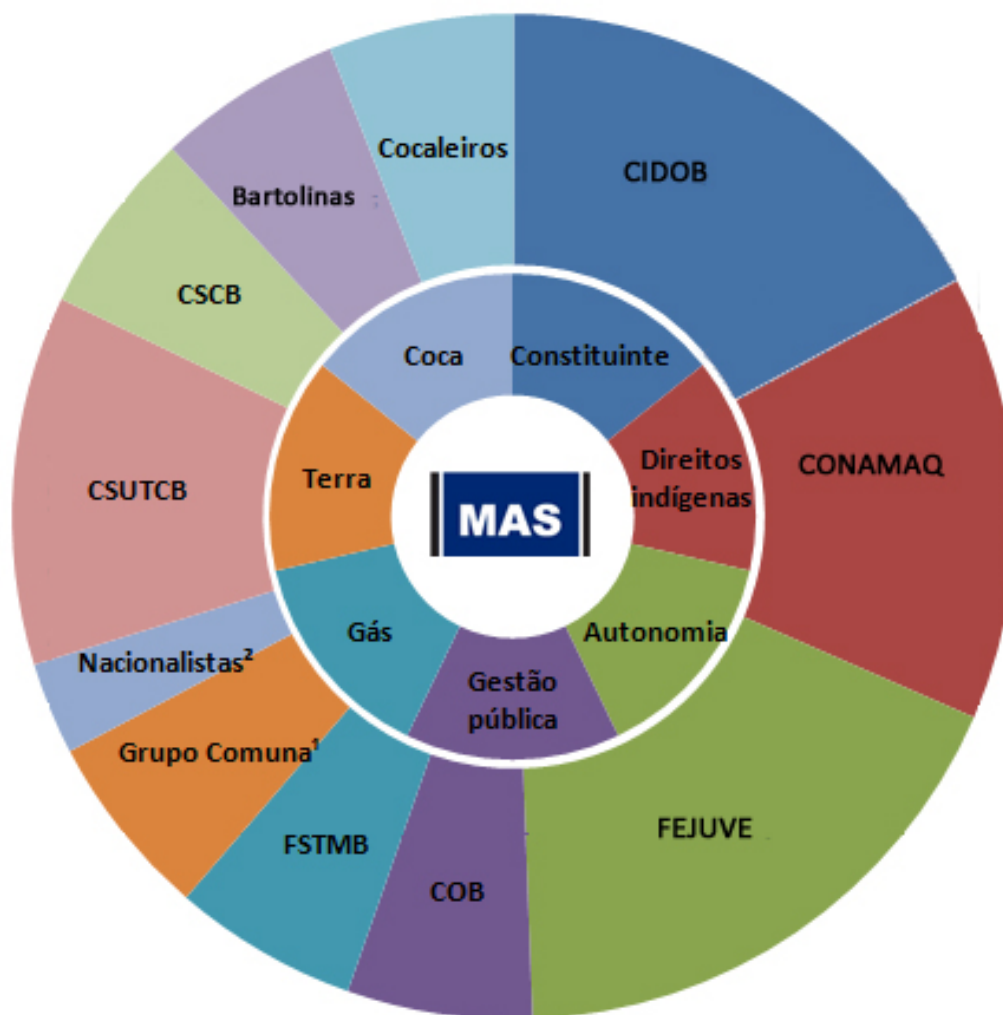 Cocaleiros
CIDOB
Bartolinas
CSCB
Coca
Constituinte
CSUTCB
Terra
Direitos
indígenas
CONAMAQ
MAS
Gás
Autonomia
Nacionalistas²
Gestão
pública
Grupo Comuna¹
FSTMB
FEJUVE
COB